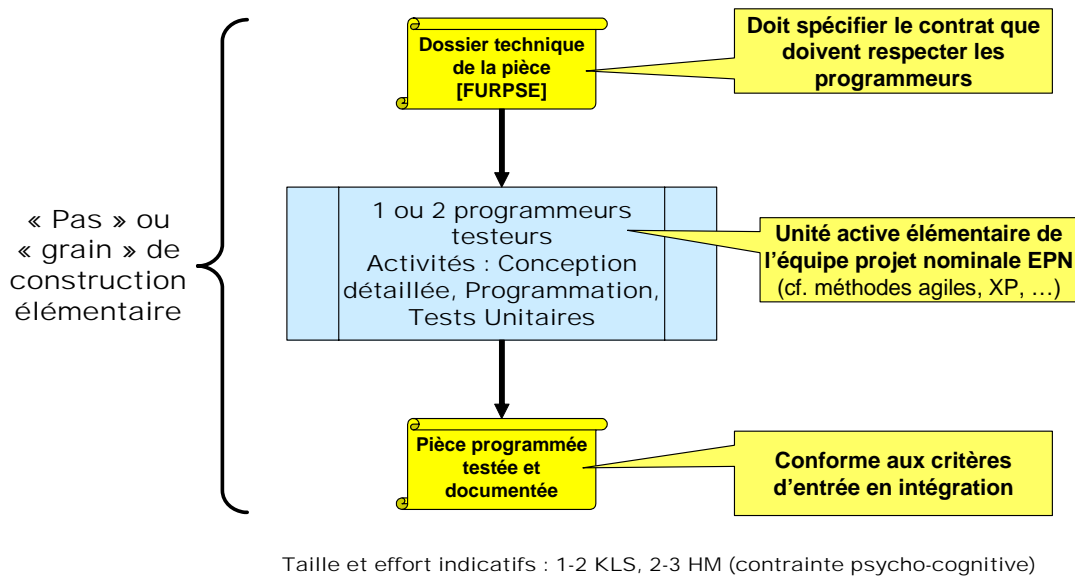 Dossier technique
de la pièce
[FURPSE]
Doit spécifier le contrat que
doivent respecter les
programmeurs
« Pas » ou
« grain » de
construction
élémentaire
1 ou 2 programmeurs
testeurs
Activités : Conception
détaillée, Programmation,
Tests Unitaires
Unité active élémentaire de
l’équipe projet nominale EPN
(cf. méthodes agiles, XP, …)
Pièce programmée
testée et
documentée
Conforme aux critères
d’entrée en intégration
Taille et effort indicatifs : 1-2 KLS, 2-3 HM (contrainte psycho-cognitive)